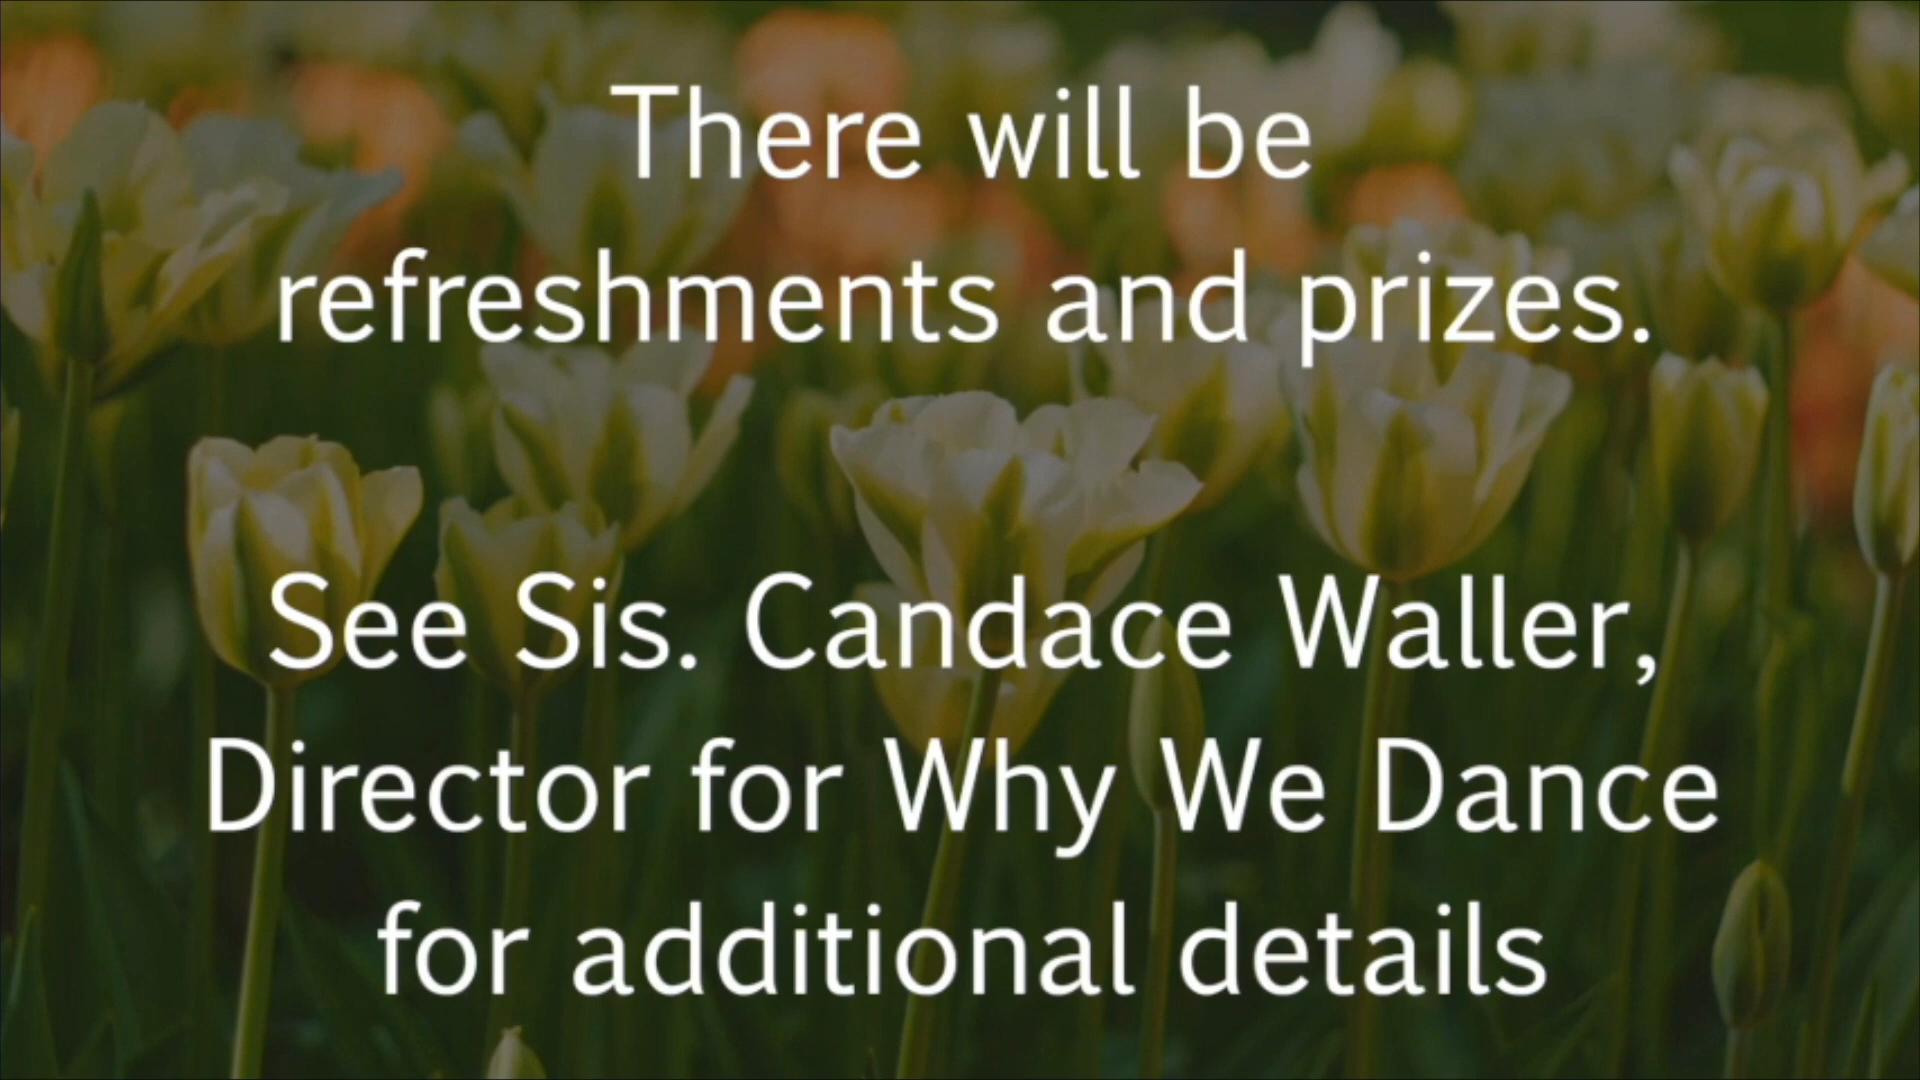 There will be
refreshments and prizes.
See Sis. Candace Waller,
Director for Why We Dance
for additional details